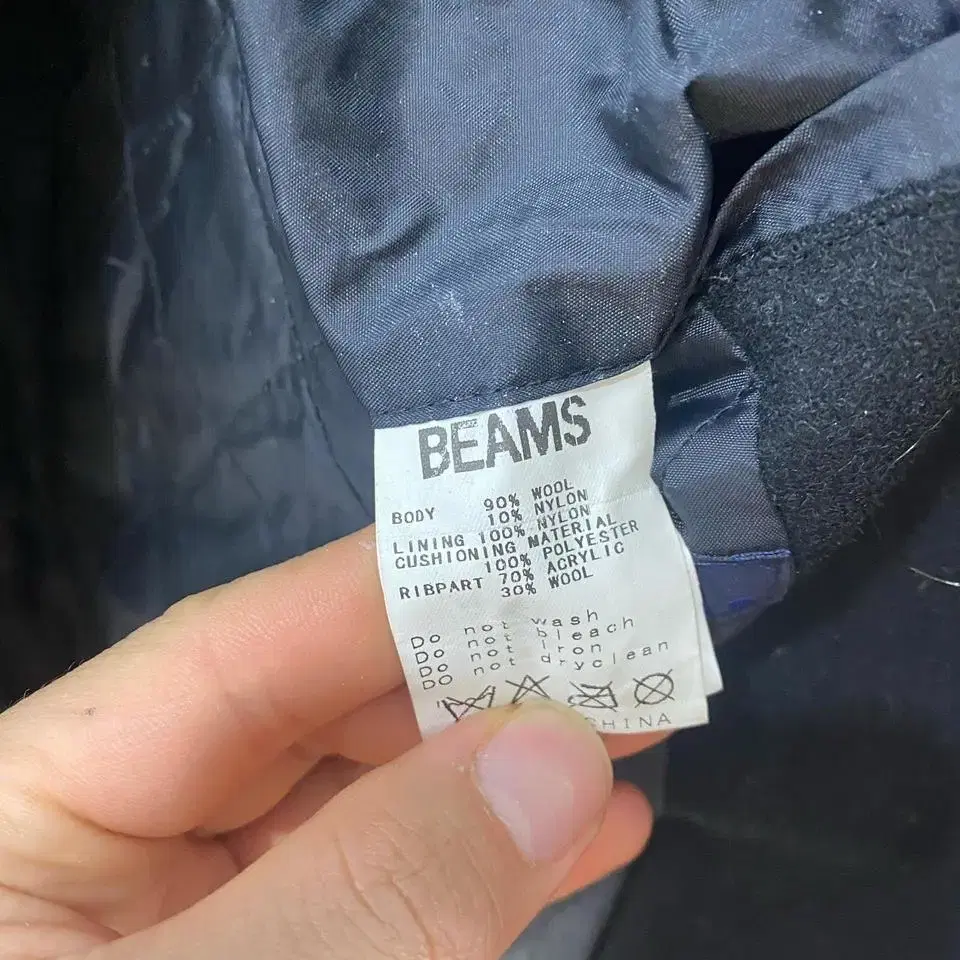 BEAMS
BODY 90% WOOL
10% NYLON
LINING 100% NYLON
CUSHIONING MATERIAL
100% POLYESTER
RIBPART 70% ACRYLIC
30% WOOL
Do not wash
Do not bleach
Do not iron
DO not dryclean
CHINA